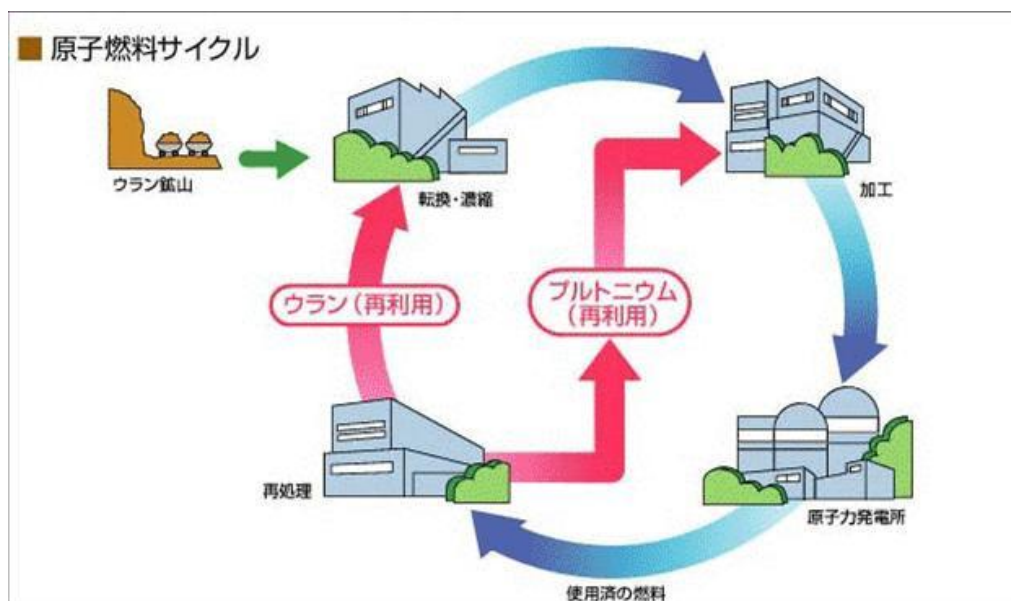 原子燃料サイクル
ウラン鉱山
転換・濃縮
加工
ウラン(再利用)
プルトニウム
(再利用)
再処理
原子力発電所
使用済の燃料